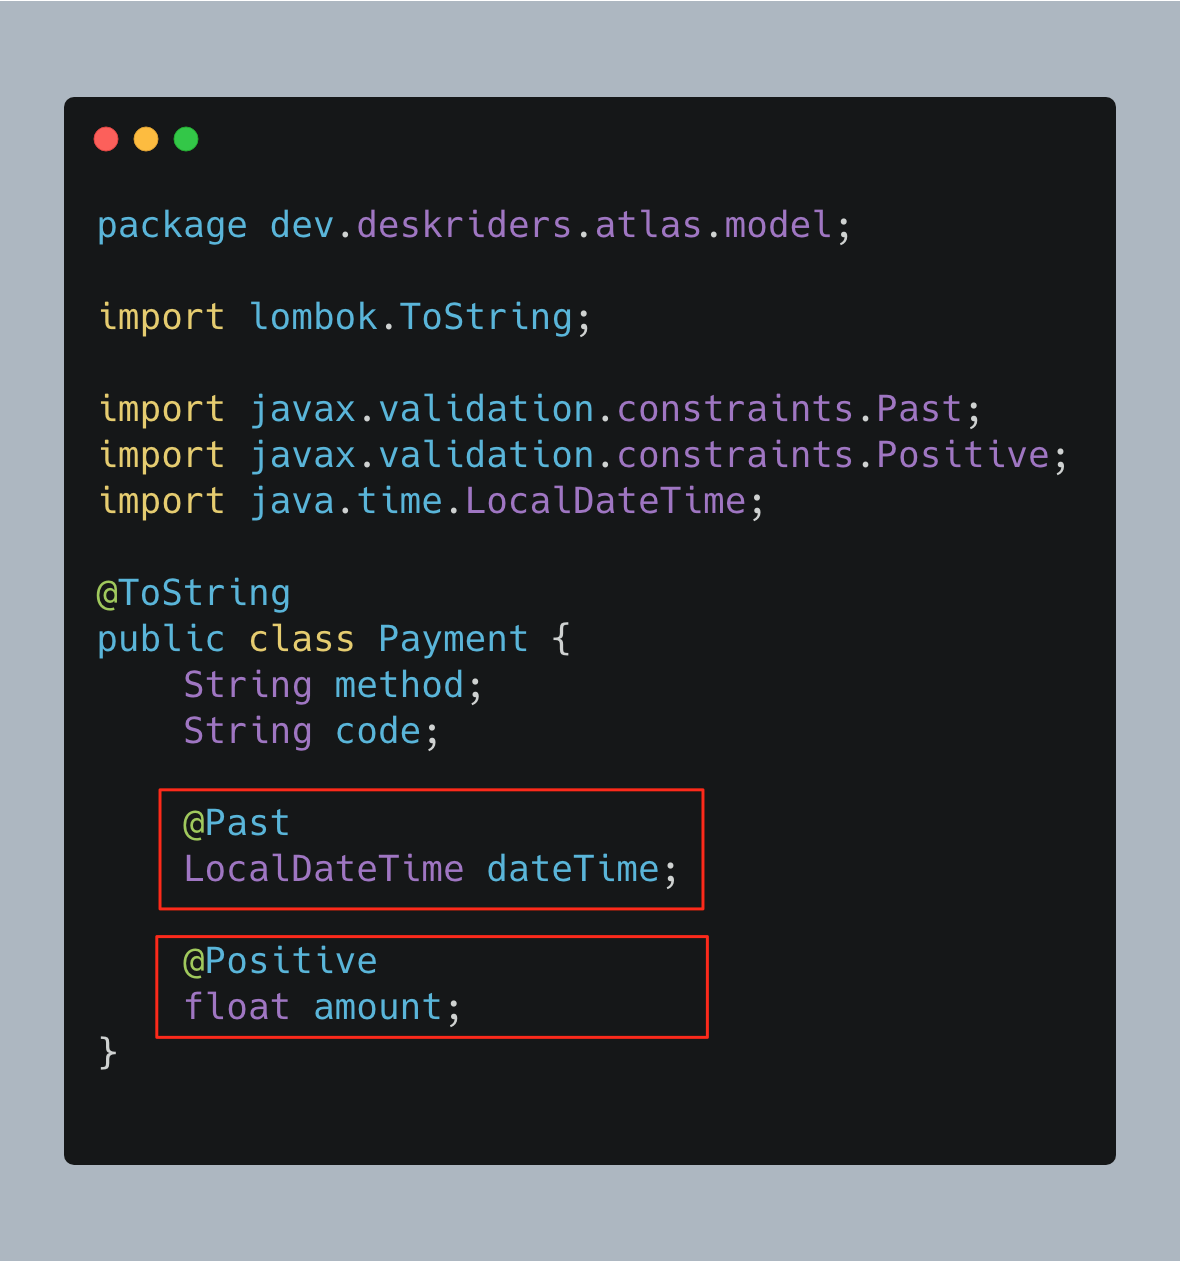 package dev.deskriders.atlas.model;
import lombok.ToString;
import javax.validation.constraints.Past;
import javax.validation.constraints.Positive;
import java.time.LocalDateTime;
@ToString
public class Payment {
    String method;
    String code;
    @Past
    LocalDateTime dateTime;
    @Positive
    float amount;
}